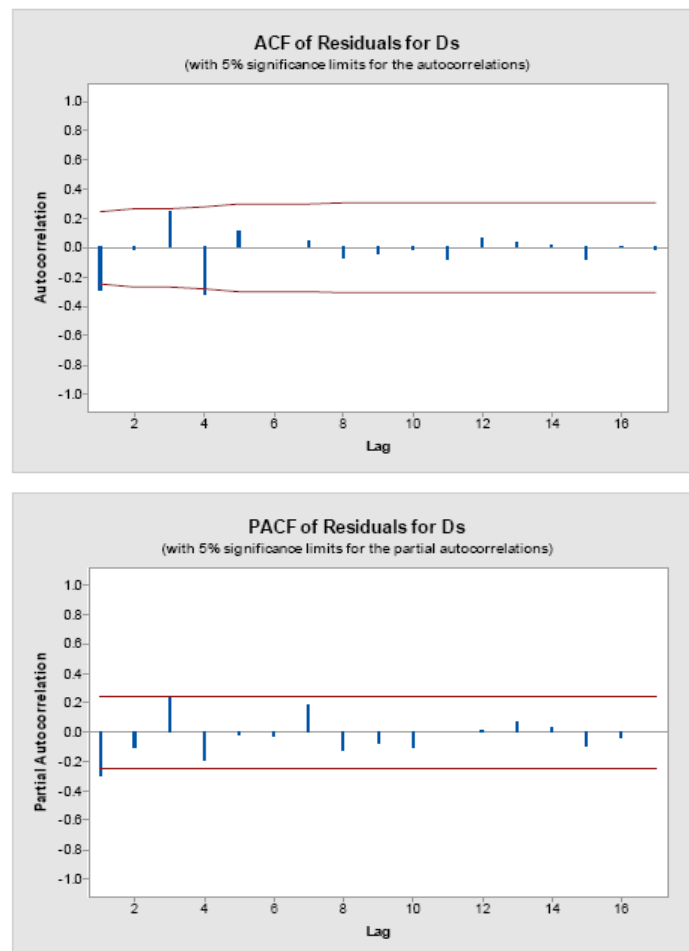 ACF of Residuals for Ds
(with 5% significance limits for the autocorrelations)
1.0
0.8
0.6
0.4
0.2
0.0
-0.2
-0.4
-0.6
-0.8
-1.0
Autocorrelation
2 4 6 8 10 12 14 16
Lag
PACF of Residuals for Ds
(with 5% significance limits for the partial autocorrelations)
1.0
0.8
0.6
0.4
0.2
0.0
-0.2
-0.4
-0.6
-0.8
-1.0
Partial Autocorrelation
2 4 6 8 10 12 14 16
Lag